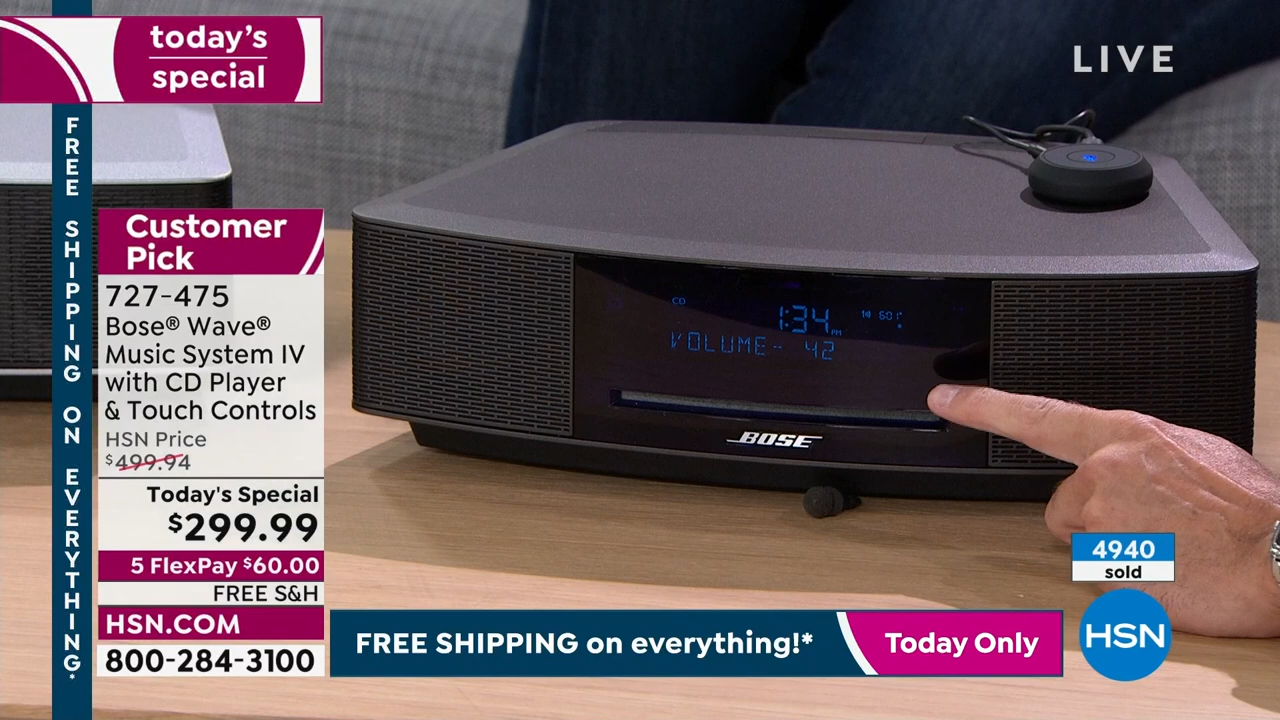 today's
special
LIVE
FREE SHIPPING ON EVERYTHING!*
Customer
Pick
727-475
Bose® Wave®
Music System IV
with CD Player
& Touch Controls
HSN Price
$499.94
Today's Special
$299.99
5 FlexPay $60.00
FREE S&H
HSN.COM
800-284-3100
CD
1:34 PM
VOLUME- 42
BOSE
4940
sold
FREE SHIPPING on everything!*
Today Only
HSN